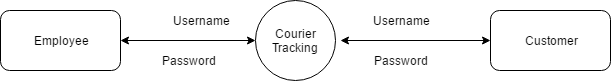 Username
Username
Employee
Courier
Tracking
Customer
Password
Password